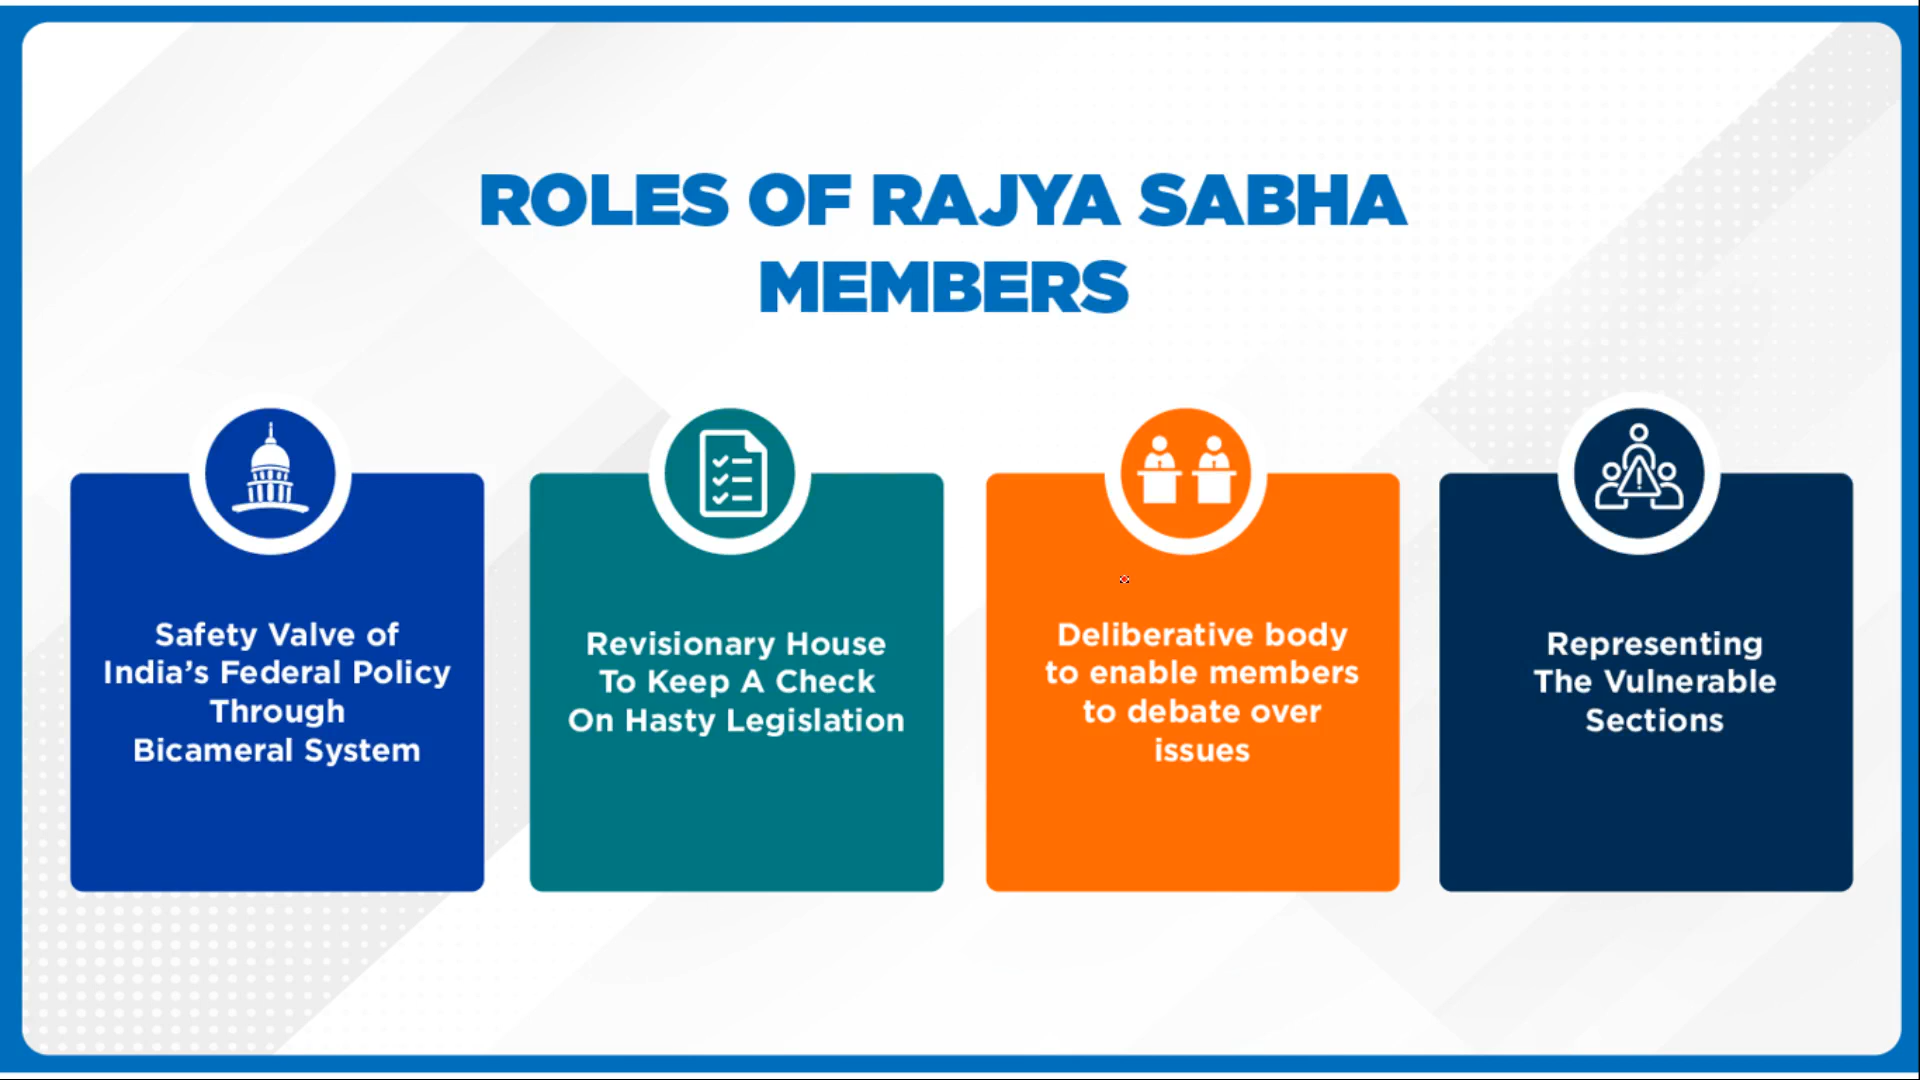 ROLES OF RAJYA SABHA
MEMBERS
Safety Valve of
India's Federal Policy
Through
Bicameral System
Revisionary House
To Keep A Check
On Hasty Legislation
Deliberative body
to enable members
to debate over
issues
Representing
The Vulnerable
Sections